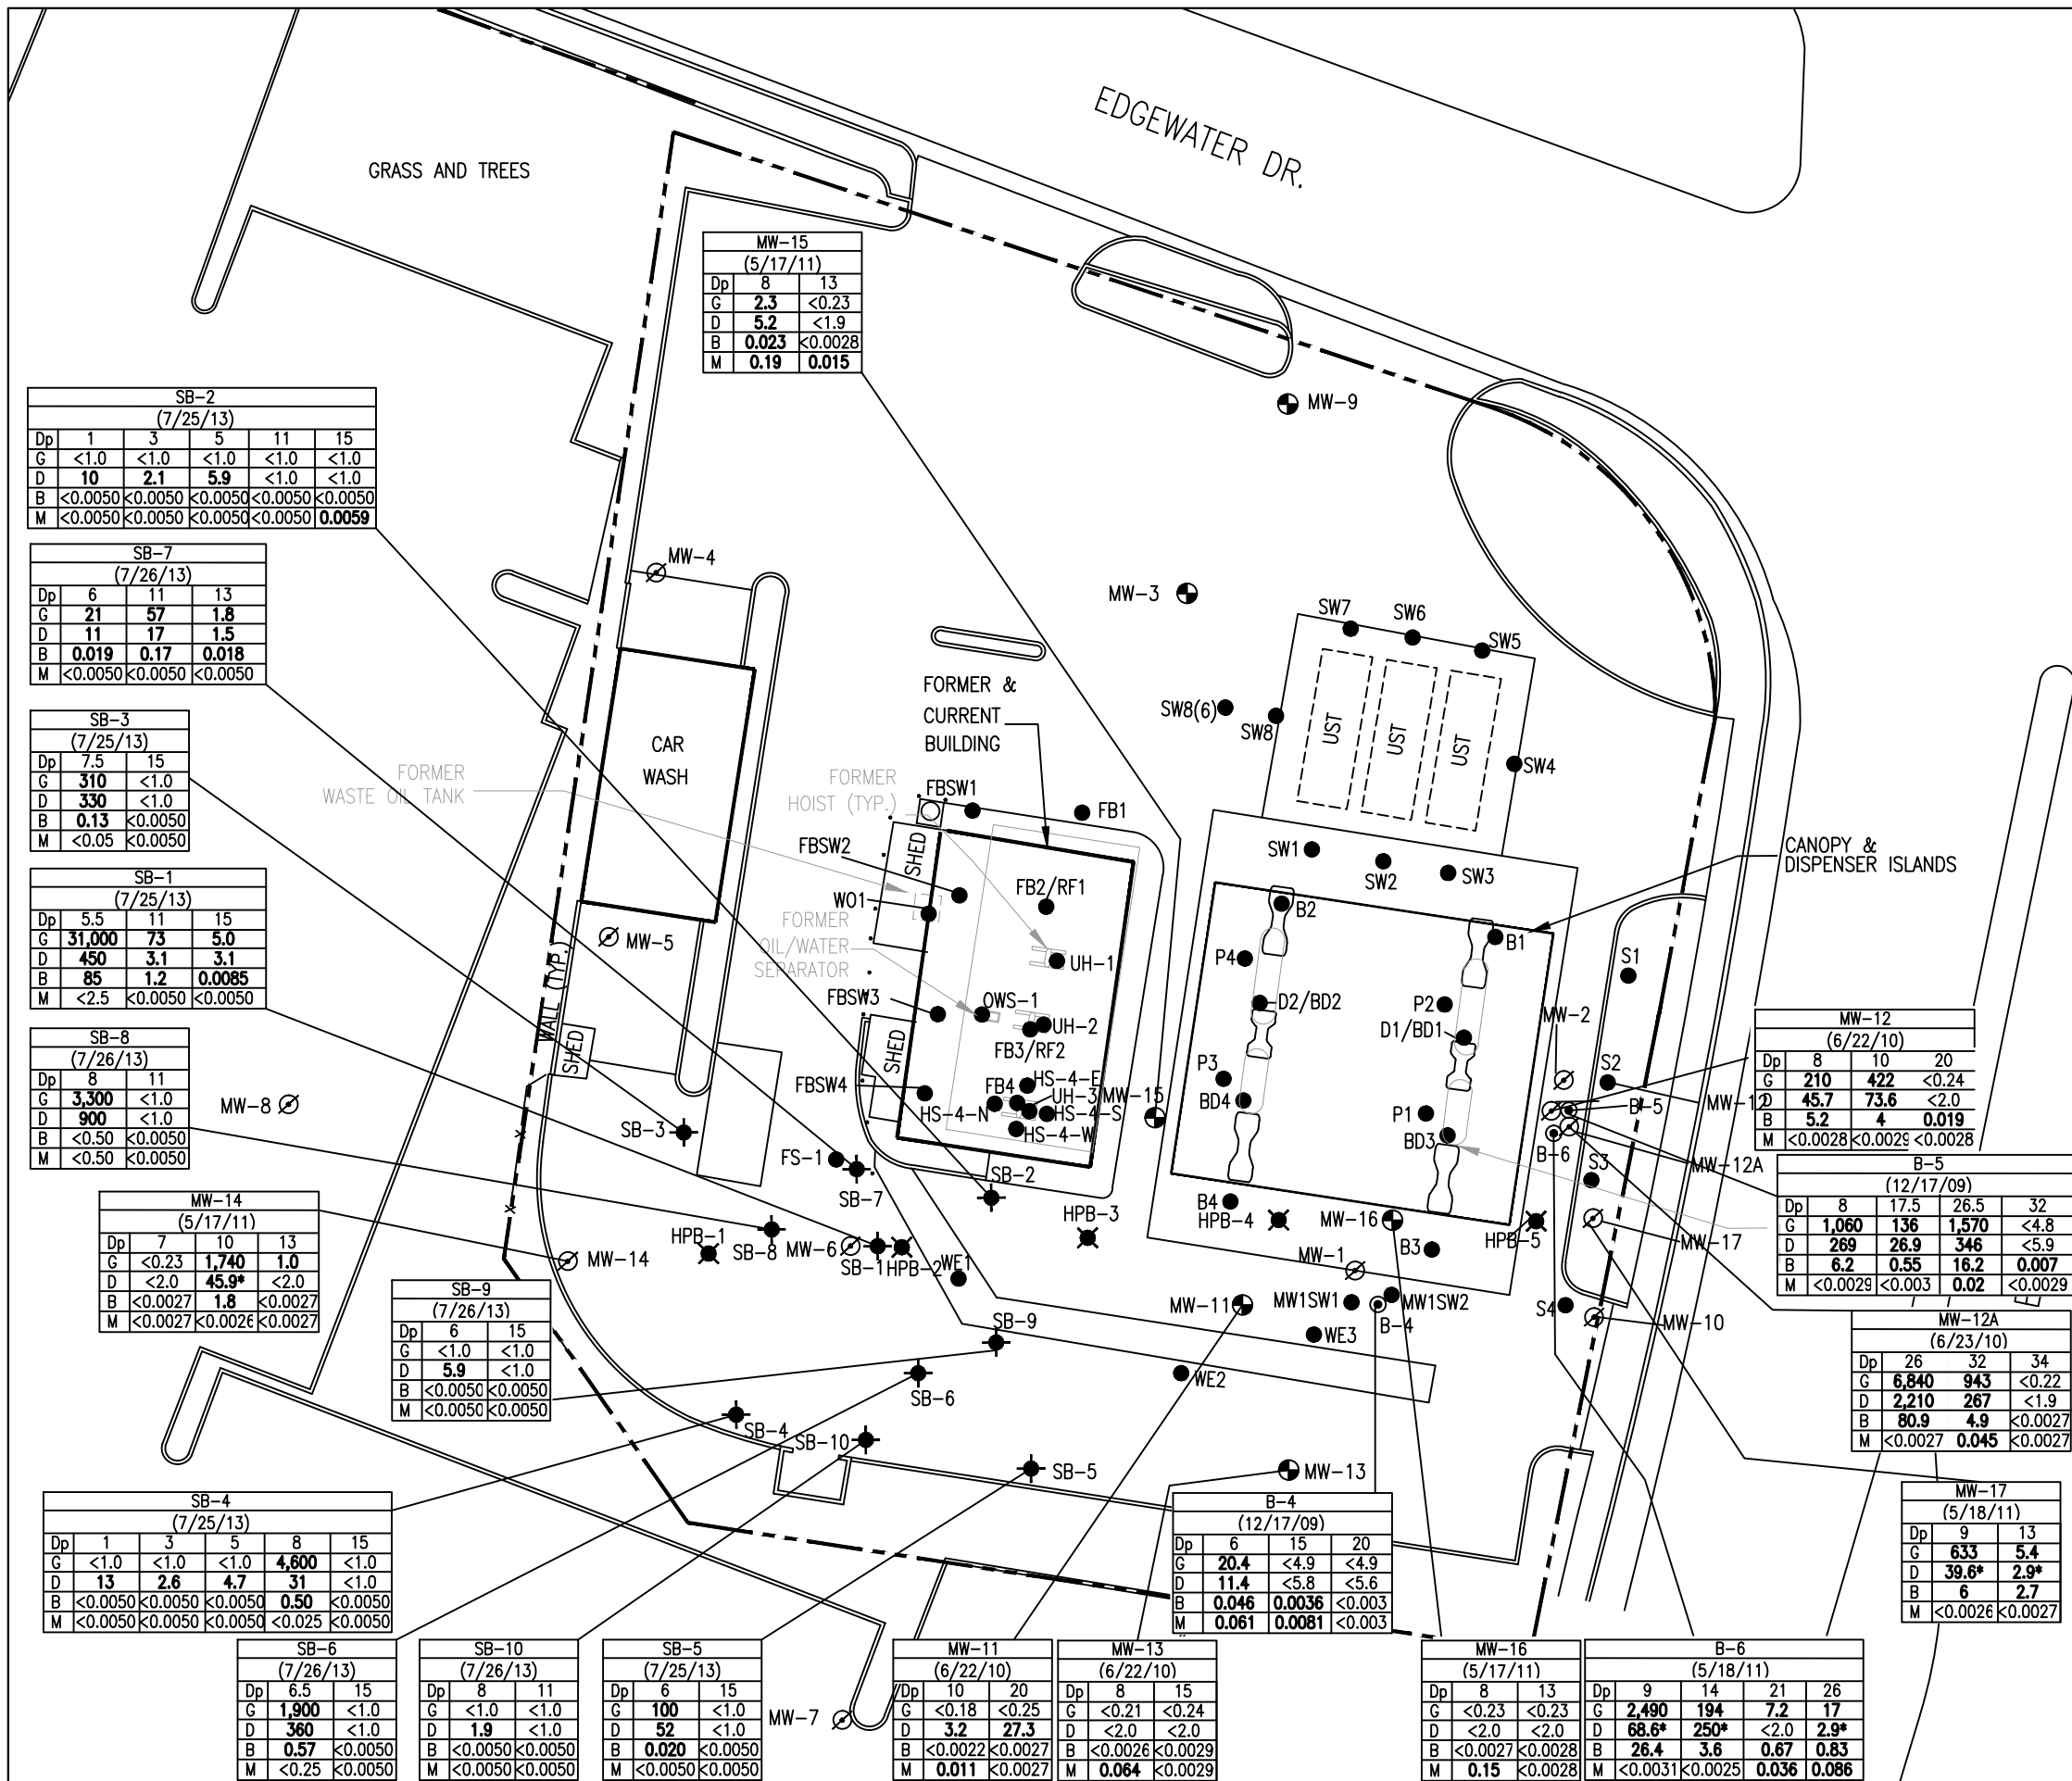 EDGEWATER DR.
GRASS AND TREES
MW-15
(5/17/11)
Dp 8 13
G 2.3 <0.23
D 5.2 <1.9
B 0.023 <0.0028
M 0.19 0.015
MW-9
SB-2
(7/25/13)
Dp 1 3 5 11 15
G <1.0 <1.0 <1.0 <1.0 <1.0
D 10 2.1 5.9 <1.0 <1.0
B <0.0050 <0.0050 <0.0050 <0.0050 <0.0050
M <0.0050 <0.0050 <0.0050 <0.0050 0.0059
SB-7
(7/26/13)
Dp 6 11 13
G 21 57 1.8
D 11 17 1.5
B 0.019 0.17 0.018
M <0.0050 <0.0050 <0.0050
MW-4
MW-3
SW7
SW6
SW5
SW8(6)
SW8
SW4
UST
UST
UST
FORMER &
CURRENT
BUILDING
CAR
WASH
SB-3
(7/25/13)
Dp 7.5 15
G 310 <1.0
D 330 <1.0
B 0.13 <0.0050
M <0.05 <0.0050
FORMER
WASTE OIL TANK
FORMER
HOIST (TYP.)
FBSW1
FB1
FBSW2
SHED
WO1
FB2/RF1
FORMER
OIL/WATER
SEPARATOR
UH-1
FBSW3
OWS-1
UH-2
FB3/RF2
SHED
FBSW4
FB4
HS-4-E
UH-3
HS-4-N
HS-4-S
HS-4-W
MW-15
SW1
SW2
SW3
CANOPY &
DISPENSER ISLANDS
B2
B1
P4
D2/BD2
P2
D1/BD1
P3
BD4
P1
BD3
S1
MW-2
S2
MW-12
B-5
B-6
MW-12A
S3
MW-17
S4
MW-10
SB-1
(7/25/13)
Dp 5.5 11 15
G 31,000 73 5.0
D 450 3.1 3.1
B 85 1.2 0.0085
M <2.5 <0.0050 <0.0050
MW-5
WALL (TYP.)
SHED
SB-8
(7/26/13)
Dp 8 11
G 3,300 <1.0
D 900 <1.0
B <0.50 <0.0050
M <0.50 <0.0050
MW-8
SB-3
FS-1
SB-7
SB-2
HPB-3
B4
HPB-4
MW-16
B3
HPB-5
MW-1
MW-12
(6/22/10)
Dp 8 10 20
G 210 422 <0.24
D 45.7 73.6 <2.0
B 5.2 4 0.019
M <0.0028 <0.0029 <0.0028
B-5
(12/17/09)
Dp 8 17.5 26.5 32
G 1,060 136 1,570 <4.8
D 269 26.9 346 <5.9
B 6.2 0.55 16.2 0.007
M <0.0029 <0.003 0.02 <0.0029
MW-14
(5/17/11)
Dp 7 10 13
G <0.23 1,740 1.0
D <2.0 45.9* <2.0
B <0.0027 1.8 <0.0027
M <0.0027 <0.0026 <0.0027
MW-14
HPB-1
SB-8
MW-6
SB-1
HPB-2
WE1
MW-11
MW1SW1
MW1SW2
B-4
WE3
WE2
SB-9
(7/26/13)
Dp 6 15
G <1.0 <1.0
D 5.9 <1.0
B <0.0050 <0.0050
M <0.0050 <0.0050
SB-9
SB-6
SB-4
SB-10
SB-5
MW-13
MW-12A
(6/23/10)
Dp 26 32 34
G 6,840 943 <0.22
D 2,210 267 <1.9
B 80.9 4.9 <0.0027
M <0.0027 0.045 <0.0027
MW-17
(5/18/11)
Dp 9 13
G 633 5.4
D 39.6* 2.9*
B 6 2.7
M <0.0026 <0.0027
SB-4
(7/25/13)
Dp 1 3 5 8 15
G <1.0 <1.0 <1.0 4,600 <1.0
D 13 2.6 4.7 31 <1.0
B <0.0050 <0.0050 <0.0050 0.50 <0.0050
M <0.0050 <0.0050 <0.0050 <0.025 <0.0050
B-4
(12/17/09)
Dp 6 15 20
G 20.4 <4.9 <4.9
D 11.4 <5.8 <5.6
B 0.046 0.0036 <0.003
M 0.061 0.0081 <0.003
SB-6
(7/26/13)
Dp 6.5 15
G 1,900 <1.0
D 360 <1.0
B 0.57 <0.0050
M <0.25 <0.0050
SB-10
(7/26/13)
Dp 8 11
G <1.0 <1.0
D 1.9 <1.0
B <0.0050 <0.0050
M <0.0050 <0.0050
SB-5
(7/25/13)
Dp 6 15
G 100 <1.0
D 52 <1.0
B 0.020 <0.0050
M <0.0050 <0.0050
MW-7
MW-11
(6/22/10)
Dp 10 20
G <0.18 <0.25
D 3.2 27.3
B <0.0022 <0.0027
M 0.011 <0.0027
MW-13
(6/22/10)
Dp 8 15
G <0.21 <0.24
D <2.0 <2.0
B <0.0026 <0.0029
M 0.064 <0.0029
MW-16
(5/17/11)
Dp 8 13
G <0.23 <0.23
D <2.0 <2.0
B <0.0027 <0.0028
M 0.15 <0.0028
B-6
(5/18/11)
Dp 9 14 21 26
G 2,490 194 7.2 17
D 68.6* 250* <2.0 2.9*
B 26.4 3.6 0.67 0.83
M <0.0031 <0.0025 0.036 0.086